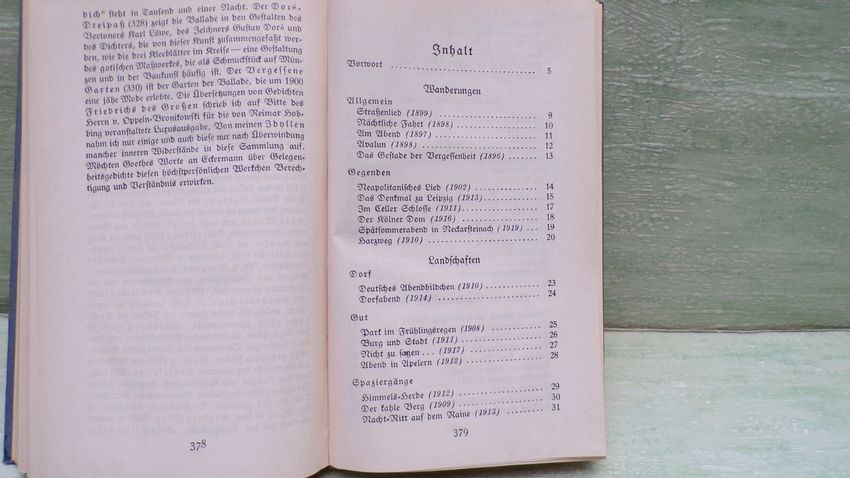 dich" steht in Tausend und einer Nacht. Der Doré-
Dreipaß (328) zeigt die Ballade in den Gestalten des
Vertoners Karl Löwe, des Zeichners Gustav Doré und
des Dichters, die von dieser Kunst zusammengefaßt wer-
den, wie die drei Kleeblätter im Kreise — eine Gestaltung
des gotischen Maßwerkes, die als Schmuckstück auf Mün-
zen und in der Baukunst häufig ist. Der Vergessene
Garten (330) ist der Garten der Ballade, die um 1900
eine jähe Mode erlebte. Die Übersetzungen von Gedichten
Friedrichs des Großen schrieb ich auf Bitte des
Herrn v. Oppeln-Bronikowski für die von Reimar Hob-
bing veranstaltete Luxusausgabe. Von meinen Idyllen
nahm ich nur einige und auch diese nur nach Überwindung
mancher inneren Widerstände in diese Sammlung auf.
Möchten Goethes Worte an Eckermann über Gelegen-
heitsgedichte diesen höchstpersönlichen Werkchen Berech-
tigung und Verständnis erwirken.
378
Inhalt
Vorwort .............................. 5
Wanderungen
Allgemein
Straßenlied (1899) .............................. 9
Nächtliche Fahrt (1898) .............................. 10
Am Abend (1897) .............................. 11
Avalun (1898) .............................. 12
Das Gestade der Vergessenheit (1896) ....... 13
Gegenden
Neapolitanisches Lied (1902) ................ 14
Das Denkmal zu Leipzig (1913) ............... 15
Im Celler Schlosse (1911) .................... 17
Der Kölner Dom (1916) ....................... 18
Spätsommerabend in Neckarsteinach (1919) ... 19
Harzweg (1910) .............................. 20
Landschaften
Dorf
Deutsches Abendbildchen (1910) .............. 23
Dorfabend (1914) ............................ 24
Gut
Park im Frühlingsregen (1908) ............... 25
Burg und Stadt (1911) ....................... 26
Nicht zu sagen ... (1917) ................... 27
Abend in Apelern (1912) ..................... 28
Spaziergänge
Himmels-Herde (1912) ........................ 29
Der kahle Berg (1909) ....................... 30
Nacht-Ritt auf dem Raine (1913) ............. 31
379